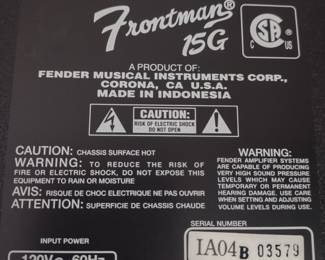 Frontman®
15G
A PRODUCT OF:
FENDER MUSICAL INSTRUMENTS CORP.,
CORONA, CA U.S.A.
MADE IN INDONESIA
CSA
C US
CAUTION:
RISK OF ELECTRIC SHOCK
DO NOT OPEN
CAUTION: CHASSIS SURFACE HOT
WARNING: TO REDUCE THE RISK OF
FIRE OR ELECTRIC SHOCK, DO NOT EXPOSE THIS
EQUIPMENT TO RAIN OR MOISTURE
AVIS: RISQUE DE CHOC ELECTRIQUE NE PAS OUVRIR
ATTENTION: SUPERFICIE DE CHASSIS CHAUDE
WARNING:
FENDER AMPLIFIER SYSTEMS
ARE CAPABLE OF PRODUCING
VERY HIGH SOUND PRESSURE
LEVELS WHICH MAY CAUSE
TEMPORARY OR PERMANENT
HEARING DAMAGE, USE CARE
WHEN SETTING AND ADJUSTING
VOLUME LEVELS DURING USE.
INPUT POWER
120V~ 60Hz
SERIAL NUMBER
IA04B 03579